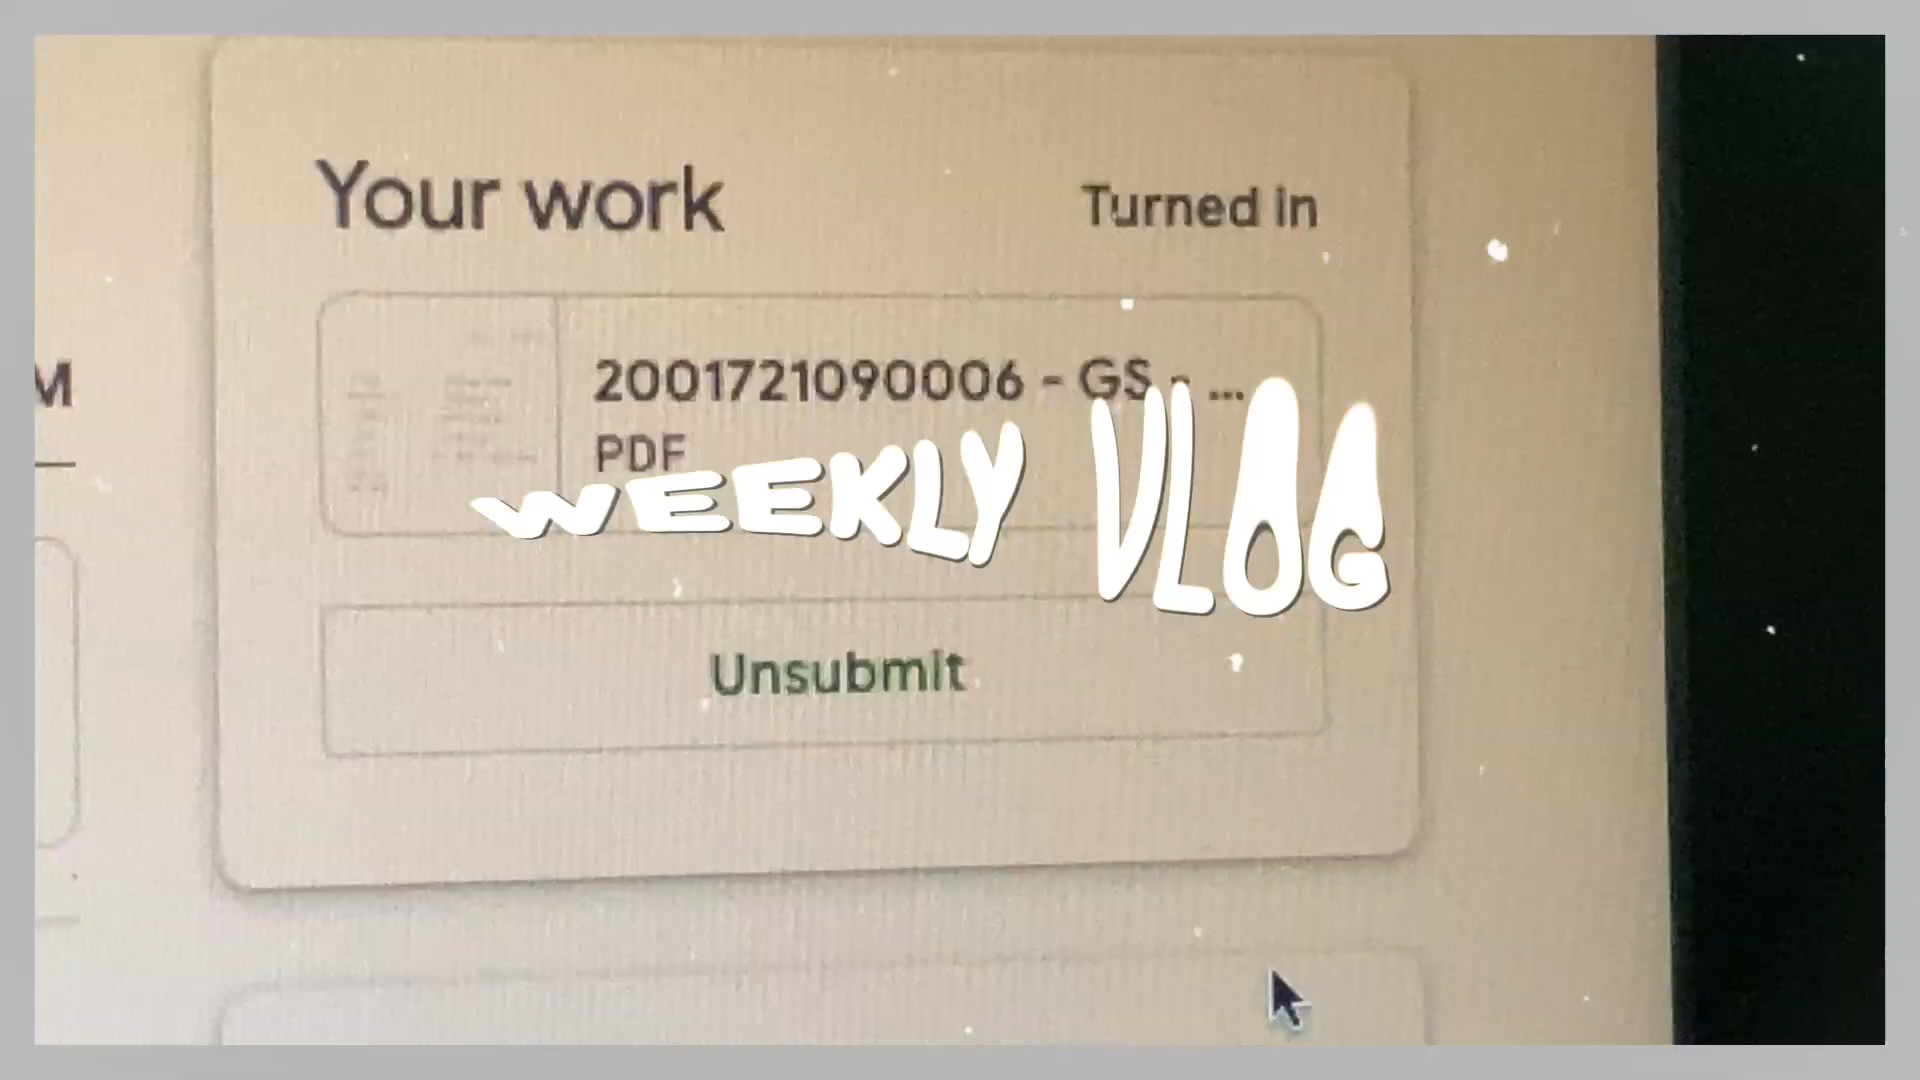 Your work
Turned in
M
2001721090006 - GS - ...
PDF
WEEKLY VLOG
Unsubmit